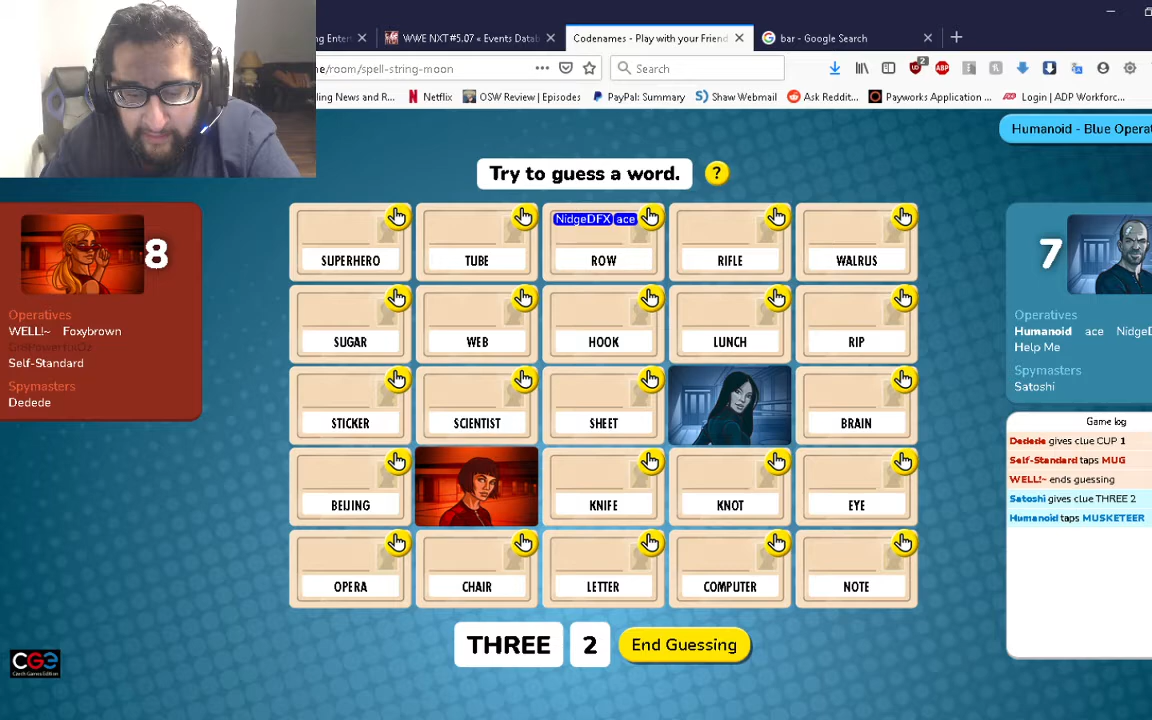 ng Enter
WWE NXT #5.07 « Events Datab
Codenames - Play with your Friend
bar - Google Search
e/room/spell-string-moon
Search
ling News and R...
Netflix
OSW Review | Episodes
PayPal: Summary
Shaw Webmail
Ask Reddit...
Payworks Application ...
Login | ADP Workforc...
Humanoid - Blue Operat
Try to guess a word.
?
8
Operatives
WELL!~ Foxybrown
Self-Standard
Spymasters
Dedede
NidgeDFX ace
SUPERHERO
TUBE
ROW
RIFLE
WALRUS
SUGAR
WEB
HOOK
LUNCH
RIP
STICKER
SCIENTIST
SHEET
BRAIN
BEIJING
KNIFE
KNOT
EYE
OPERA
CHAIR
LETTER
COMPUTER
NOTE
THREE
2
End Guessing
7
Operatives
Humanoid ace NidgeD
Help Me
Spymasters
Satoshi
Game log
Dedede gives clue CUP 1
Self-Standard taps MUG
WELL!~ ends guessing
Satoshi gives clue THREE 2
Humanoid taps MUSKETEER
CGE
Czech Games Edition